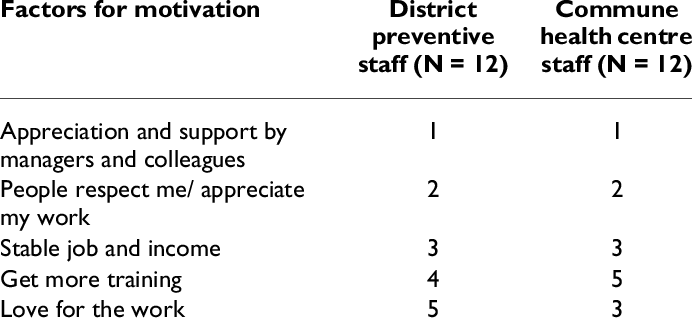 Factors for motivation District Commune
preventive health centre
staff (N = 12) staff (N = 12)
Appreciation and support by 1 1
managers and colleagues
People respect me/ appreciate 2 2
my work
Stable job and income 3 3
Get more training 4 5
Love for the work 5 3